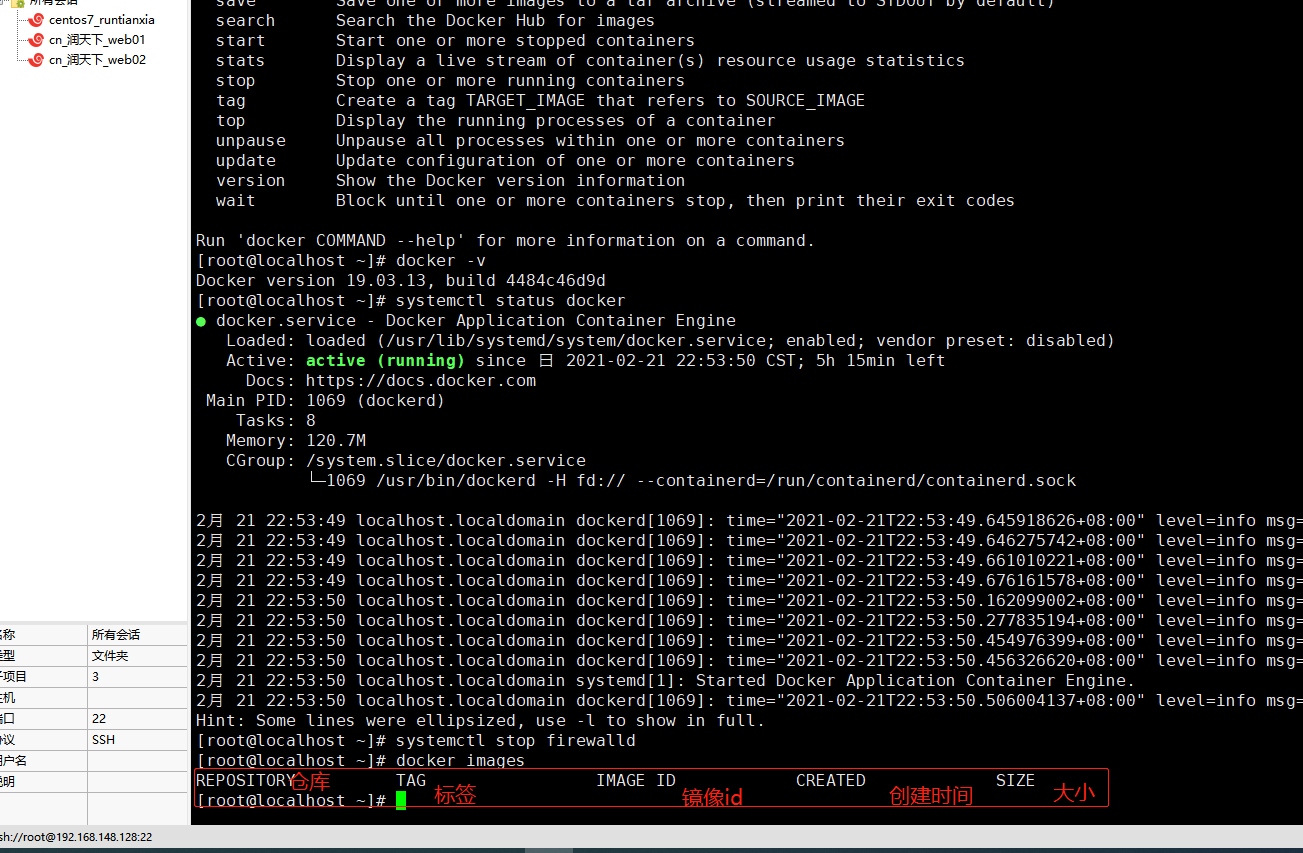 所有会话
centos7_runtianxia
cn_润天下_web01
cn_润天下_web02
save Save one or more images to a tar archive (streamed to STDOUT by default)
search Search the Docker Hub for images
start Start one or more stopped containers
stats Display a live stream of container(s) resource usage statistics
stop Stop one or more running containers
tag Create a tag TARGET_IMAGE that refers to SOURCE_IMAGE
top Display the running processes of a container
unpause Unpause all processes within one or more containers
update Update configuration of one or more containers
version Show the Docker version information
wait Block until one or more containers stop, then print their exit codes
Run 'docker COMMAND --help' for more information on a command.
[root@localhost ~]# docker -v
Docker version 19.03.13, build 4484c46d9d
[root@localhost ~]# systemctl status docker
● docker.service - Docker Application Container Engine
Loaded: loaded (/usr/lib/systemd/system/docker.service; enabled; vendor preset: disabled)
Active: active (running) since 日 2021-02-21 22:53:50 CST; 5h 15min left
Docs: https://docs.docker.com
Main PID: 1069 (dockerd)
Tasks: 8
Memory: 120.7M
CGroup: /system.slice/docker.service
└─1069 /usr/bin/dockerd -H fd:// --containerd=/run/containerd/containerd.sock
2月 21 22:53:49 localhost.localdomain dockerd[1069]: time="2021-02-21T22:53:49.645918626+08:00" level=info msg=
2月 21 22:53:49 localhost.localdomain dockerd[1069]: time="2021-02-21T22:53:49.646275742+08:00" level=info msg=
2月 21 22:53:49 localhost.localdomain dockerd[1069]: time="2021-02-21T22:53:49.661010221+08:00" level=info msg=
2月 21 22:53:49 localhost.localdomain dockerd[1069]: time="2021-02-21T22:53:49.676161578+08:00" level=info msg=
2月 21 22:53:50 localhost.localdomain dockerd[1069]: time="2021-02-21T22:53:50.162099002+08:00" level=info msg=
2月 21 22:53:50 localhost.localdomain dockerd[1069]: time="2021-02-21T22:53:50.277835194+08:00" level=info msg=
2月 21 22:53:50 localhost.localdomain dockerd[1069]: time="2021-02-21T22:53:50.454976399+08:00" level=info msg=
2月 21 22:53:50 localhost.localdomain dockerd[1069]: time="2021-02-21T22:53:50.456326620+08:00" level=info msg=
2月 21 22:53:50 localhost.localdomain systemd[1]: Started Docker Application Container Engine.
2月 21 22:53:50 localhost.localdomain dockerd[1069]: time="2021-02-21T22:53:50.506004137+08:00" level=info msg=
Hint: Some lines were ellipsized, use -l to show in full.
[root@localhost ~]# systemctl stop firewalld
[root@localhost ~]# docker images
REPOSITORY TAG IMAGE ID CREATED SIZE
仓库 标签 镜像id 创建时间 大小
[root@localhost ~]#
名称 所有会话
类型 文件夹
子项目 3
主机
端口 22
协议 SSH
用户名
说明
sh://root@192.168.148.128:22